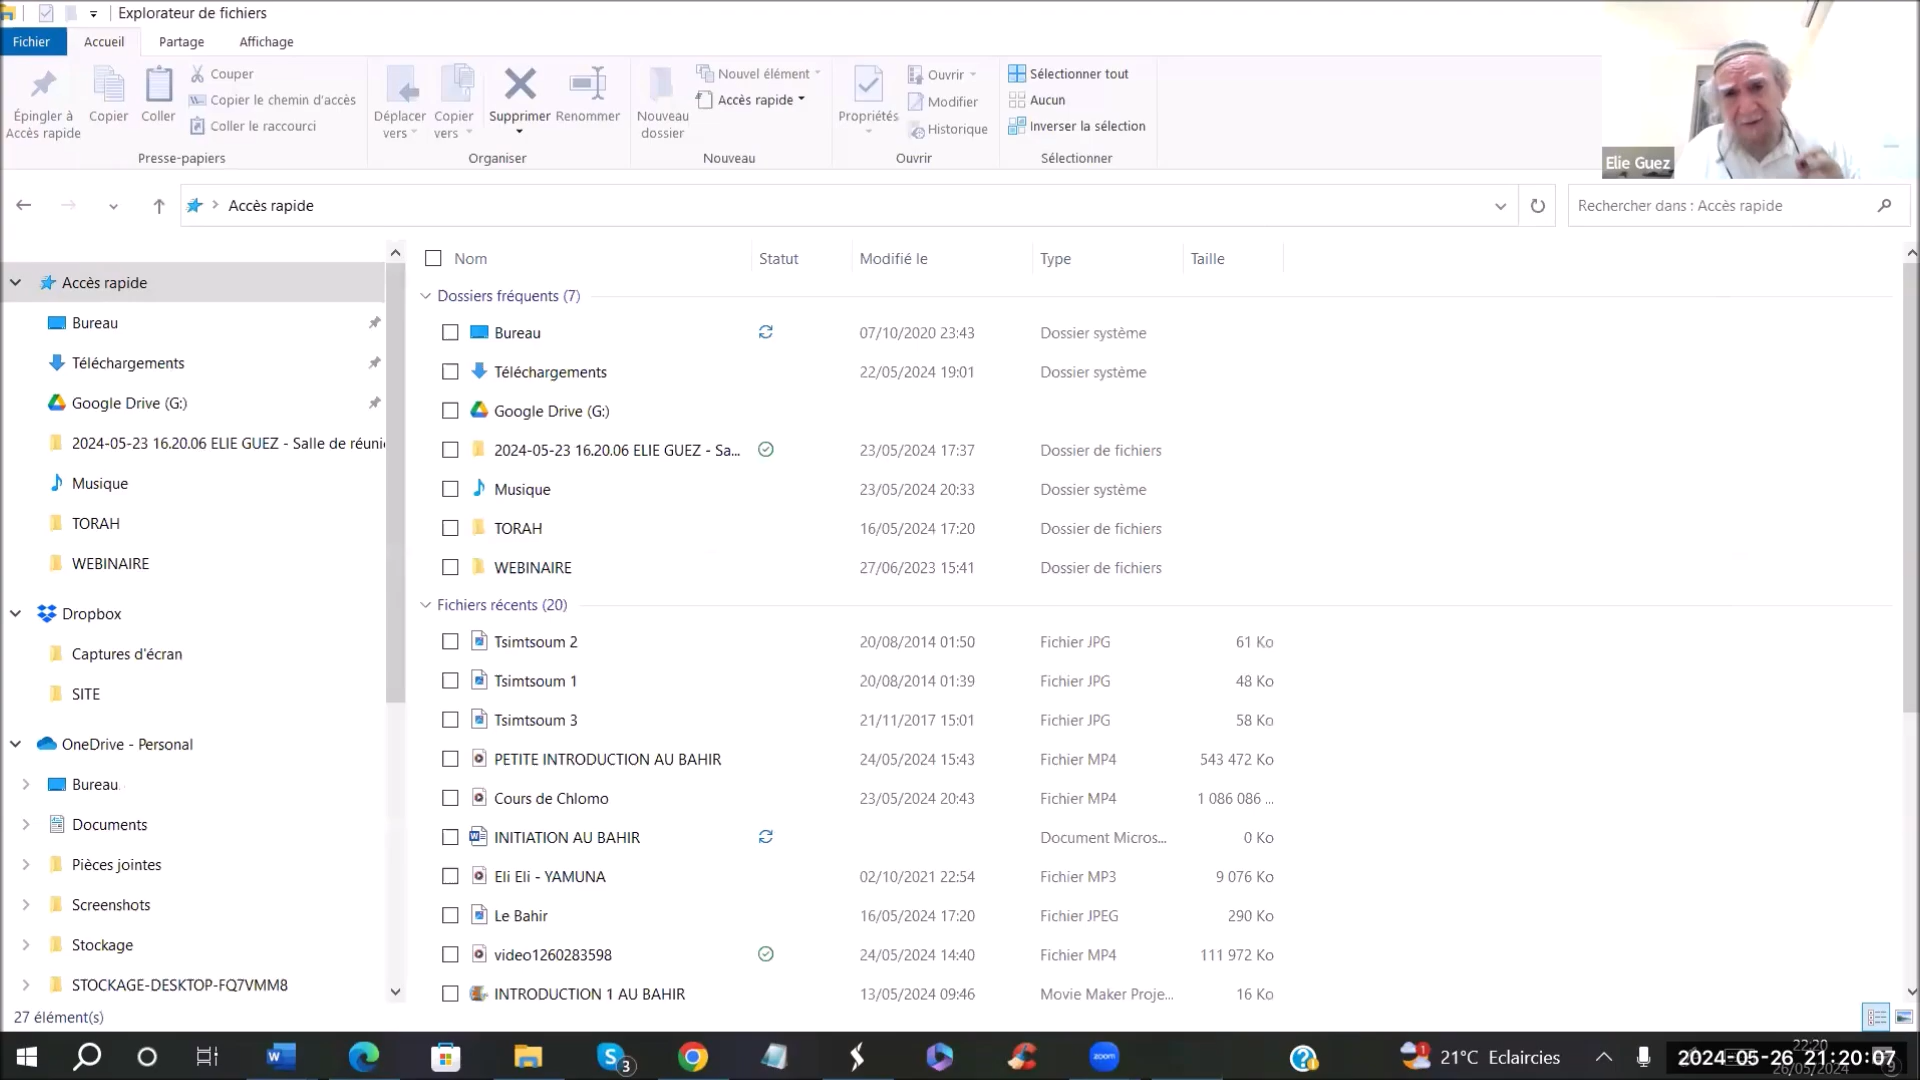 Explorateur de fichiers
Fichier Accueil Partage Affichage
Épingler à Accès rapide
Copier
Coller
Couper
Copier le chemin d'accès
Coller le raccourci
Presse-papiers
Déplacer vers
Copier vers
Supprimer
Renommer
Organiser
Nouveau dossier
Nouvel élément
Accès rapide
Nouveau
Propriétés
Ouvrir
Modifier
Historique
Ouvrir
Sélectionner tout
Aucun
Inverser la sélection
Sélectionner
Elie Guez
Accès rapide
Rechercher dans : Accès rapide
Accès rapide
Bureau
Téléchargements
Google Drive (G:)
2024-05-23 16.20.06 ELIE GUEZ - Salle de réuni
Musique
TORAH
WEBINAIRE
Dropbox
Captures d'écran
SITE
OneDrive - Personal
Bureau
Documents
Pièces jointes
Screenshots
Stockage
STOCKAGE-DESKTOP-FQ7VMM8
Nom Statut Modifié le Type Taille
Dossiers fréquents (7)
Bureau 07/10/2020 23:43 Dossier système
Téléchargements 22/05/2024 19:01 Dossier système
Google Drive (G:)
2024-05-23 16.20.06 ELIE GUEZ - Sa... 23/05/2024 17:37 Dossier de fichiers
Musique 23/05/2024 20:33 Dossier système
TORAH 16/05/2024 17:20 Dossier de fichiers
WEBINAIRE 27/06/2023 15:41 Dossier de fichiers
Fichiers récents (20)
Tsimtsoum 2 20/08/2014 01:50 Fichier JPG 61 Ko
Tsimtsoum 1 20/08/2014 01:39 Fichier JPG 48 Ko
Tsimtsoum 3 21/11/2017 15:01 Fichier JPG 58 Ko
PETITE INTRODUCTION AU BAHIR 24/05/2024 15:43 Fichier MP4 543 472 Ko
Cours de Chlomo 23/05/2024 20:43 Fichier MP4 1 086 086 ...
INITIATION AU BAHIR Document Micros... 0 Ko
Eli Eli - YAMUNA 02/10/2021 22:54 Fichier MP3 9 076 Ko
Le Bahir 16/05/2024 17:20 Fichier JPEG 290 Ko
video1260283598 24/05/2024 14:40 Fichier MP4 111 972 Ko
INTRODUCTION 1 AU BAHIR 13/05/2024 09:46 Movie Maker Proje... 16 Ko
27 élément(s)
3
zoom
1
21°C Eclaircies
22:20
2024-05-26 21:20:07
26/05/2024
9